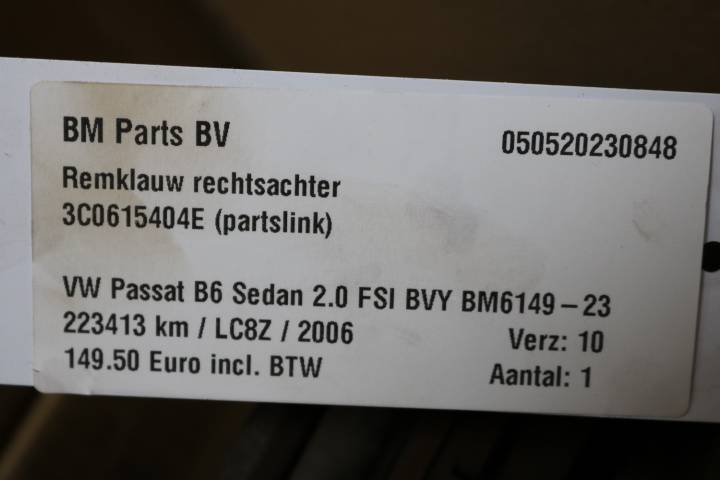 BM Parts BV 050520230848
Remklauw rechtsachter
3C0615404E (partslink)
VW Passat B6 Sedan 2.0 FSI BVY BM6149-23
223413 km / LC8Z / 2006 Verz: 10
149.50 Euro incl. BTW Aantal: 1